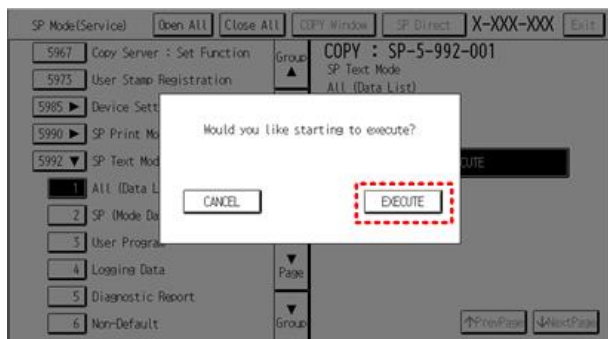 SP Mode(Service) Open All Close All COPY Window SP Direct X-XXX-XXX Exit
5967 Copy Server : Set Function
5973 User Stamp Registration
5985 Device Sett
5990 SP Print Mo
5992 SP Text Mod
1 All (Data L
2 SP (Mode Da
3 User Program
4 Logging Data
5 Diagnostic Report
6 Non-Default
Group
Page
Group
COPY : SP-5-992-001
SP Text Mode
All (Data List)
Would you like starting to execute?
CANCEL EXECUTE
CUTE
PrevPage NextPage